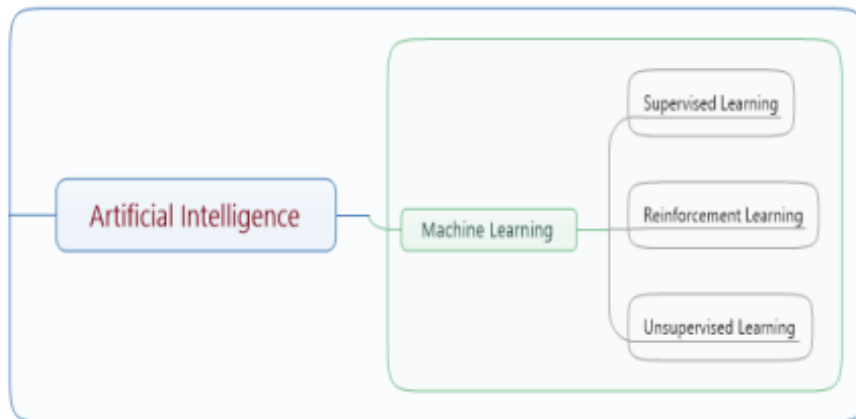 Artificial Intelligence
Machine Learning
Supervised Learning
Reinforcement Learning
Unsupervised Learning